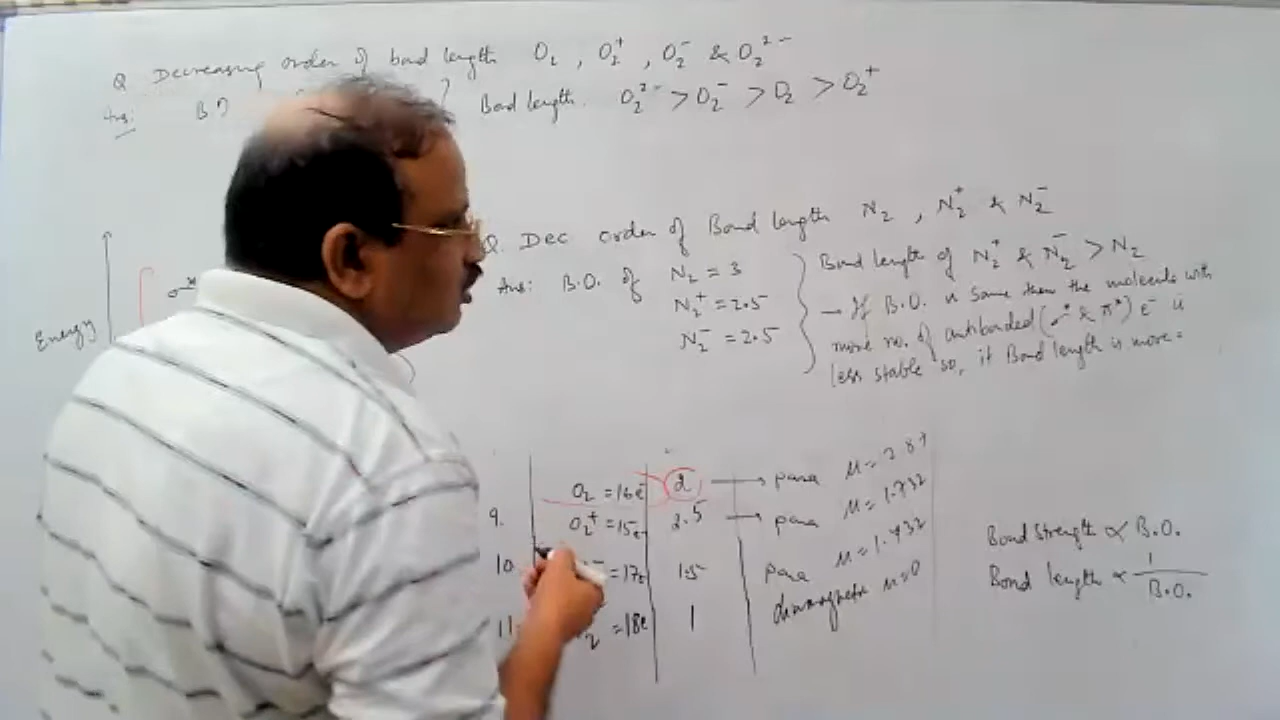 Q Decreasing order of bond length O₂ , O₂⁺ , O₂⁻ & O₂²⁻
Ans: Bond length. O₂²⁻ > O₂⁻ > O₂ > O₂⁺
Q. Dec order of Bond length N₂ , N₂⁺ & N₂⁻
Ans: B.O. of N₂ = 3
N₂⁺ = 2.5
N₂⁻ = 2.5
Bond length of N₂⁺ & N₂⁻ > N₂
→ If B.O. is same then the molecule with
more no. of antibonded (σ* & π*) e⁻ is
less stable so, it Bond length is more.
Energy
σ*
O₂ = 16e⁻ 2 → para μ = 2.87
9. O₂⁺ = 15e⁻ 2.5 → para μ = 1.732
10. = 17e 1.5 para μ = 1.732
11. 2 = 18e 1 diamagnetic μ=0
Bond Strength ∝ B.O.
Bond length ∝ 1/B.O.